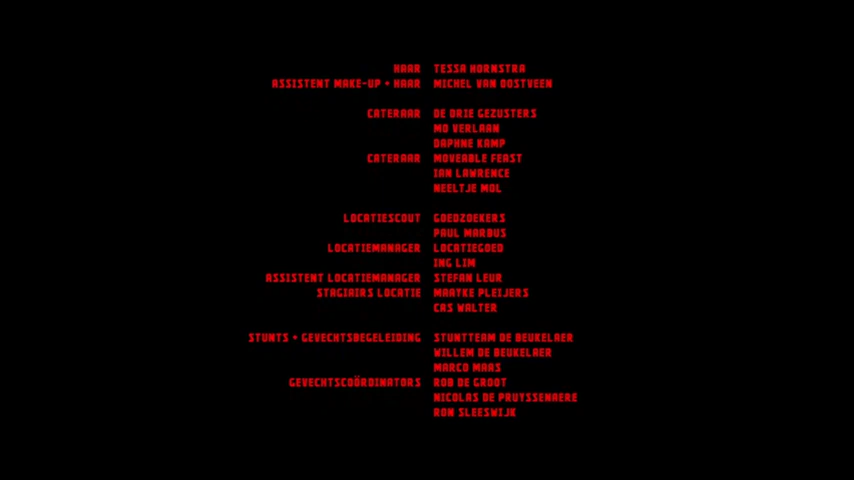 HAAR TESSA HORNSTRA
ASSISTENT MAKE-UP + HAAR MICHEL VAN OOSTVEEN
CATERAAR DE DRIE GEZUSTERS
MO VERLAAN
DAPHNE KAMP
CATERAAR MOVEABLE FEAST
IAN LAWRENCE
NEELTJE MOL
LOCATIESCOUT GOEDZOEKERS
PAUL MARBUS
LOCATIEMANAGER LOCATIEGOED
ING LIM
ASSISTENT LOCATIEMANAGER STEFAN LEUR
STAGIAIRS LOCATIE MAAYKE PLEIJERS
CAS WALTER
STUNTS + GEVECHTSBEGELEIDING STUNTTEAM DE BEUKELAER
WILLEM DE BEUKELAER
MARCO MAAS
GEVECHTSCOÖRDINATORS ROB DE GROOT
NICOLAS DE PRUYSSENAERE
RON SLEESWIJK